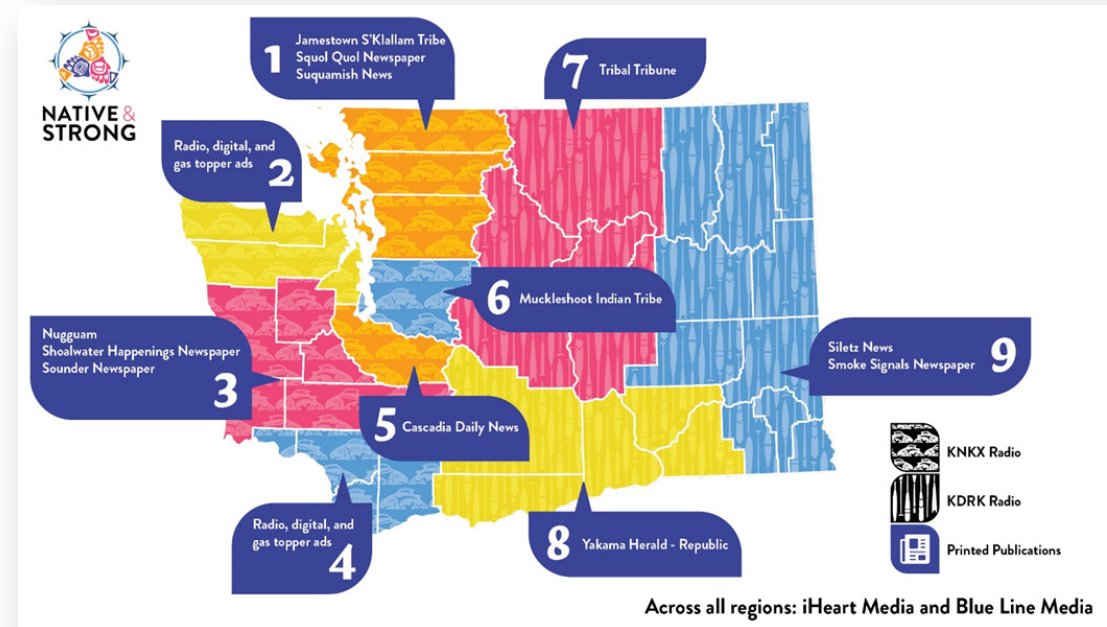 NATIVE &
STRONG
1
Jamestown S'Klallam Tribe
Squol Quol Newspaper
Suquamish News
7
Tribal Tribune
Radio, digital, and
gas topper ads
2
6
Muckleshoot Indian Tribe
Nugguam
Shoalwater Happenings Newspaper
Sounder Newspaper
3
Siletz News
Smoke Signals Newspaper
9
5
Cascadia Daily News
Radio, digital, and
gas topper ads
4
8
Yakama Herald - Republic
KNKX Radio
KDRK Radio
Printed Publications
Across all regions: iHeart Media and Blue Line Media